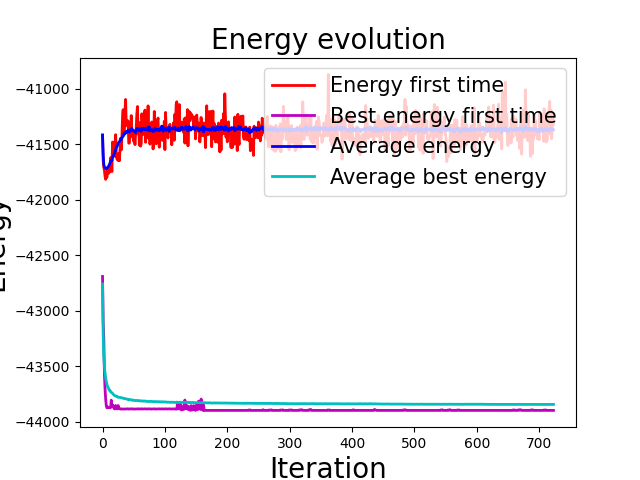 Energy evolution
Energy first time
Best energy first time
Average energy
Average best energy
−41000
−41500
−42000
−42500
−43000
−43500
−44000
Energy
0 100 200 300 400 500 600 700
Iteration